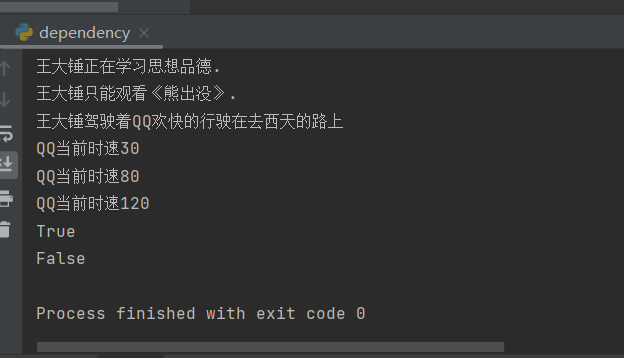 dependency
王大锤正在学习思想品德.
王大锤只能观看《熊出没》.
王大锤驾驶着QQ欢快的行驶在去西天的路上
QQ当前时速30
QQ当前时速80
QQ当前时速120
True
False
Process finished with exit code 0